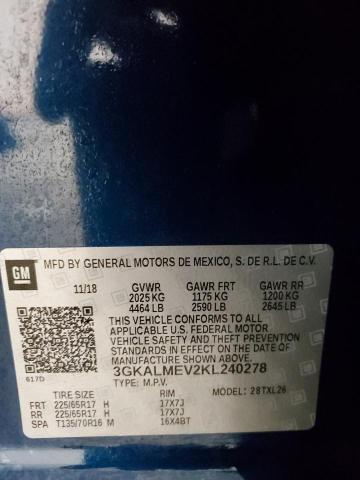 GM
MFD BY GENERAL MOTORS DE MEXICO, S. DE R.L. DE C.V.
11/18 GVWR GAWR FRT GAWR RR
2025 KG 1175 KG 1200 KG
4464 LB 2590 LB 2645 LB
THIS VEHICLE CONFORMS TO ALL
APPLICABLE U.S. FEDERAL MOTOR
VEHICLE SAFETY AND THEFT
PREVENTION STANDARDS IN EFFECT
ON THE DATE OF MANUFACTURE
SHOWN ABOVE.
3GKALMEV2KL240278
617D TYPE: M.P.V.
MODEL: 28TXL26
TIRE SIZE RIM
FRT 225/65R17 H 17X7J
RR 225/65R17 H 17X7J
SPA T135/70R16 M 16X4BT